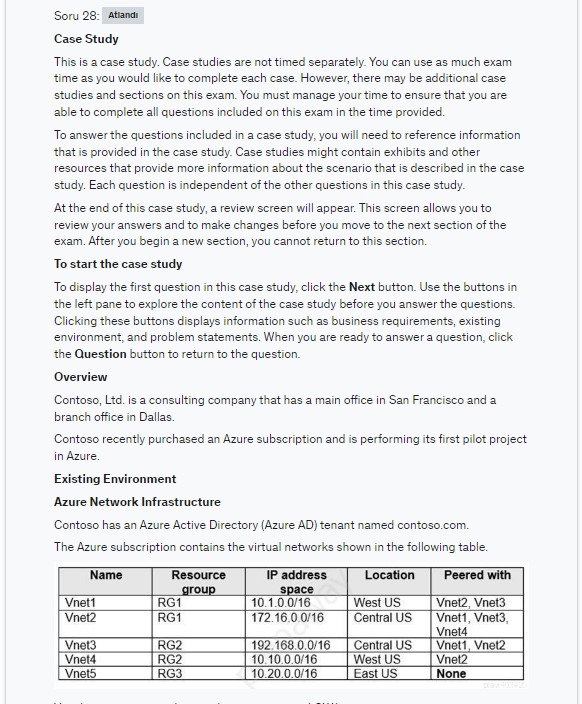 Soru 28: Atlandı
Case Study
This is a case study. Case studies are not timed separately. You can use as much exam
time as you would like to complete each case. However, there may be additional case
studies and sections on this exam. You must manage your time to ensure that you are
able to complete all questions included on this exam in the time provided.
To answer the questions included in a case study, you will need to reference information
that is provided in the case study. Case studies might contain exhibits and other
resources that provide more information about the scenario that is described in the case
study. Each question is independent of the other questions in this case study.
At the end of this case study, a review screen will appear. This screen allows you to
review your answers and to make changes before you move to the next section of the
exam. After you begin a new section, you cannot return to this section.
To start the case study
To display the first question in this case study, click the Next button. Use the buttons in
the left pane to explore the content of the case study before you answer the questions.
Clicking these buttons displays information such as business requirements, existing
environment, and problem statements. When you are ready to answer a question, click
the Question button to return to the question.
Overview
Contoso, Ltd. is a consulting company that has a main office in San Francisco and a
branch office in Dallas.
Contoso recently purchased an Azure subscription and is performing its first pilot project
in Azure.
Existing Environment
Azure Network Infrastructure
Contoso has an Azure Active Directory (Azure AD) tenant named contoso.com.
The Azure subscription contains the virtual networks shown in the following table.
Name Resource group IP address space Location Peered with
Vnet1 RG1 10.1.0.0/16 West US Vnet2, Vnet3
Vnet2 RG1 172.16.0.0/16 Central US Vnet1, Vnet3, Vnet4
Vnet3 RG2 192.168.0.0/16 Central US Vnet1, Vnet2
Vnet4 RG2 10.10.0.0/16 West US Vnet2
Vnet5 RG3 10.20.0.0/16 East US None